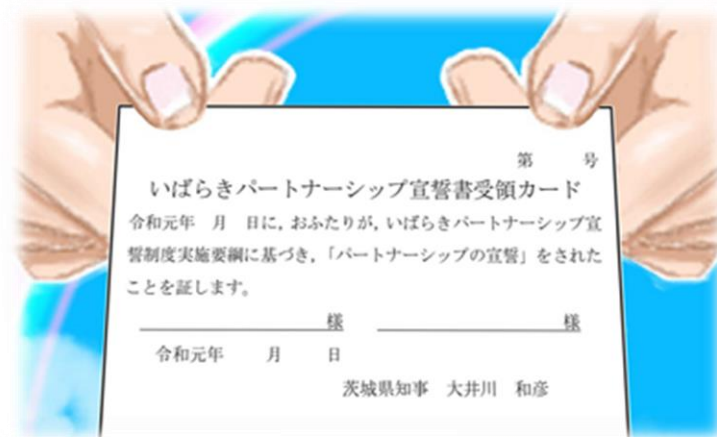 第　　号
いばらきパートナーシップ宣誓書受領カード
令和元年　月　日に，おふたりが，いばらきパートナーシップ宣
誓制度実施要綱に基づき，「パートナーシップの宣誓」をされた
ことを証します。
様　　　様
令和元年　　月　　日
茨城県知事　大井川　和彦